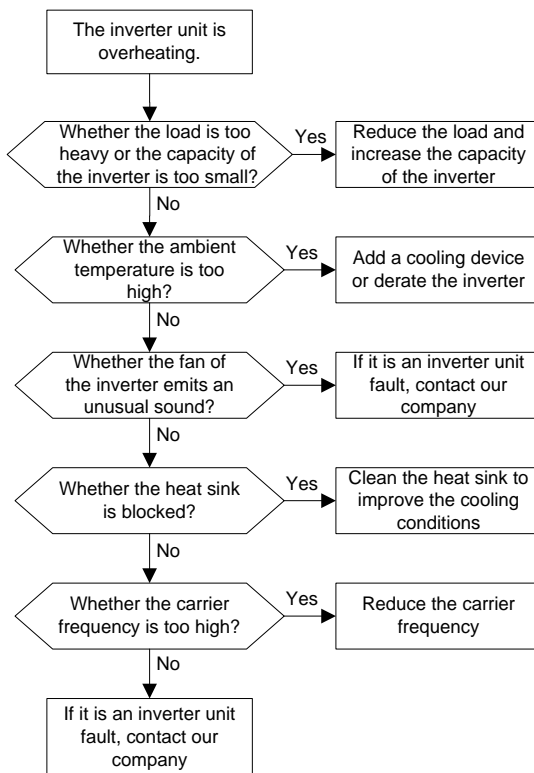 The inverter unit is
overheating.
Whether the load is too
heavy or the capacity of
the inverter is too small?
Yes
Reduce the load and
increase the capacity
of the inverter
No
Whether the ambient
temperature is too
high?
Yes
Add a cooling device
or derate the inverter
No
Whether the fan of
the inverter emits an
unusual sound?
Yes
If it is an inverter unit
fault, contact our
company
No
Whether the heat sink
is blocked?
Yes
Clean the heat sink to
improve the cooling
conditions
No
Whether the carrier
frequency is too high?
Yes
Reduce the carrier
frequency
No
If it is an inverter unit
fault, contact our
company